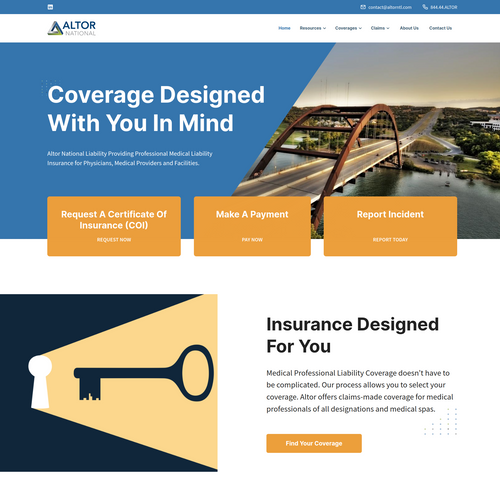 contact@altorntl.com 844.44.ALTOR
ALTOR
NATIONAL
Home Resources Coverages Claims About Us Contact Us
Coverage Designed
With You In Mind
Altor National Liability Providing Professional Medical Liability
Insurance for Physicians, Medical Providers and Facilities.
Request A Certificate Of
Insurance (COI)
REQUEST NOW
Make A Payment
PAY NOW
Report Incident
REPORT TODAY
Insurance Designed
For You
Medical Professional Liability Coverage doesn't have to
be complicated. Our process allows you to select your
coverage. Altor offers claims-made coverage for medical
professionals of all designations and medical spas.
Find Your Coverage